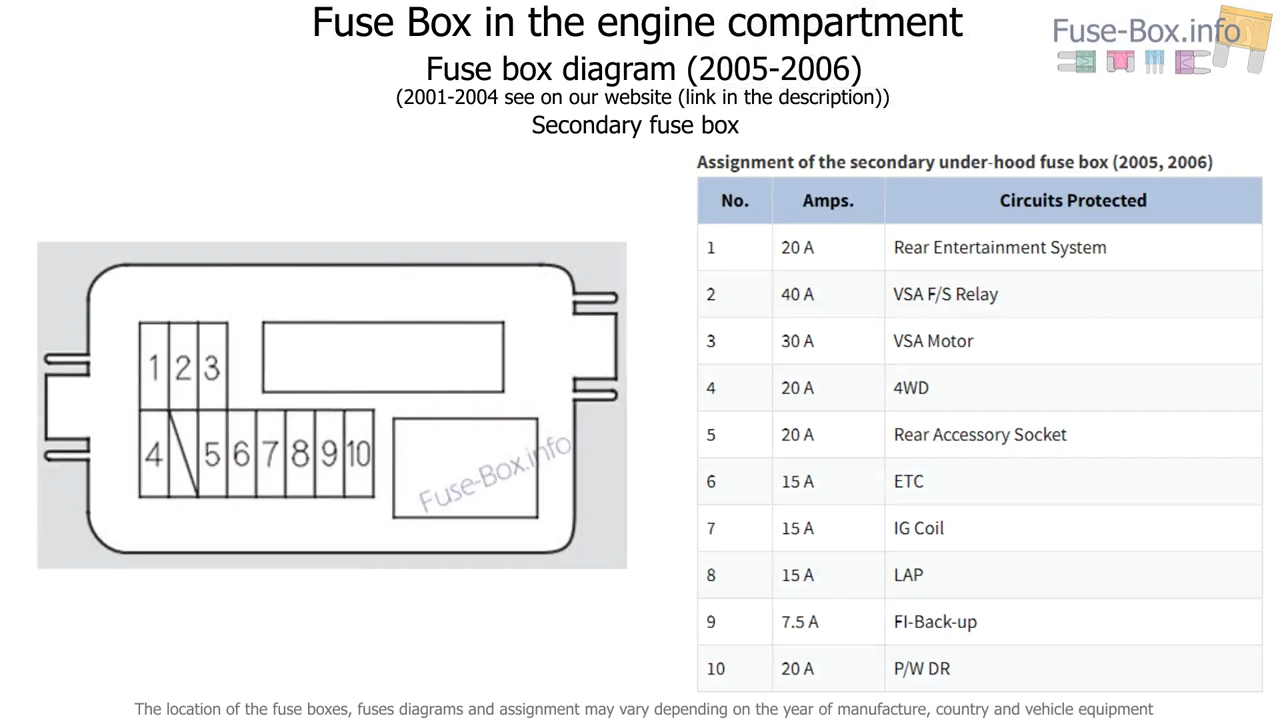 Fuse Box in the engine compartment
Fuse-Box.info
Fuse box diagram (2005-2006)
(2001-2004 see on our website (link in the description))
Secondary fuse box
Assignment of the secondary under-hood fuse box (2005, 2006)
No. Amps. Circuits Protected
1 20 A Rear Entertainment System
2 40 A VSA F/S Relay
3 30 A VSA Motor
4 20 A 4WD
5 20 A Rear Accessory Socket
6 15 A ETC
7 15 A IG Coil
8 15 A LAP
9 7.5 A FI-Back-up
10 20 A P/W DR
1 2 3
4 5 6 7 8 9 10
Fuse-Box.info
The location of the fuse boxes, fuses diagrams and assignment may vary depending on the year of manufacture, country and vehicle equipment